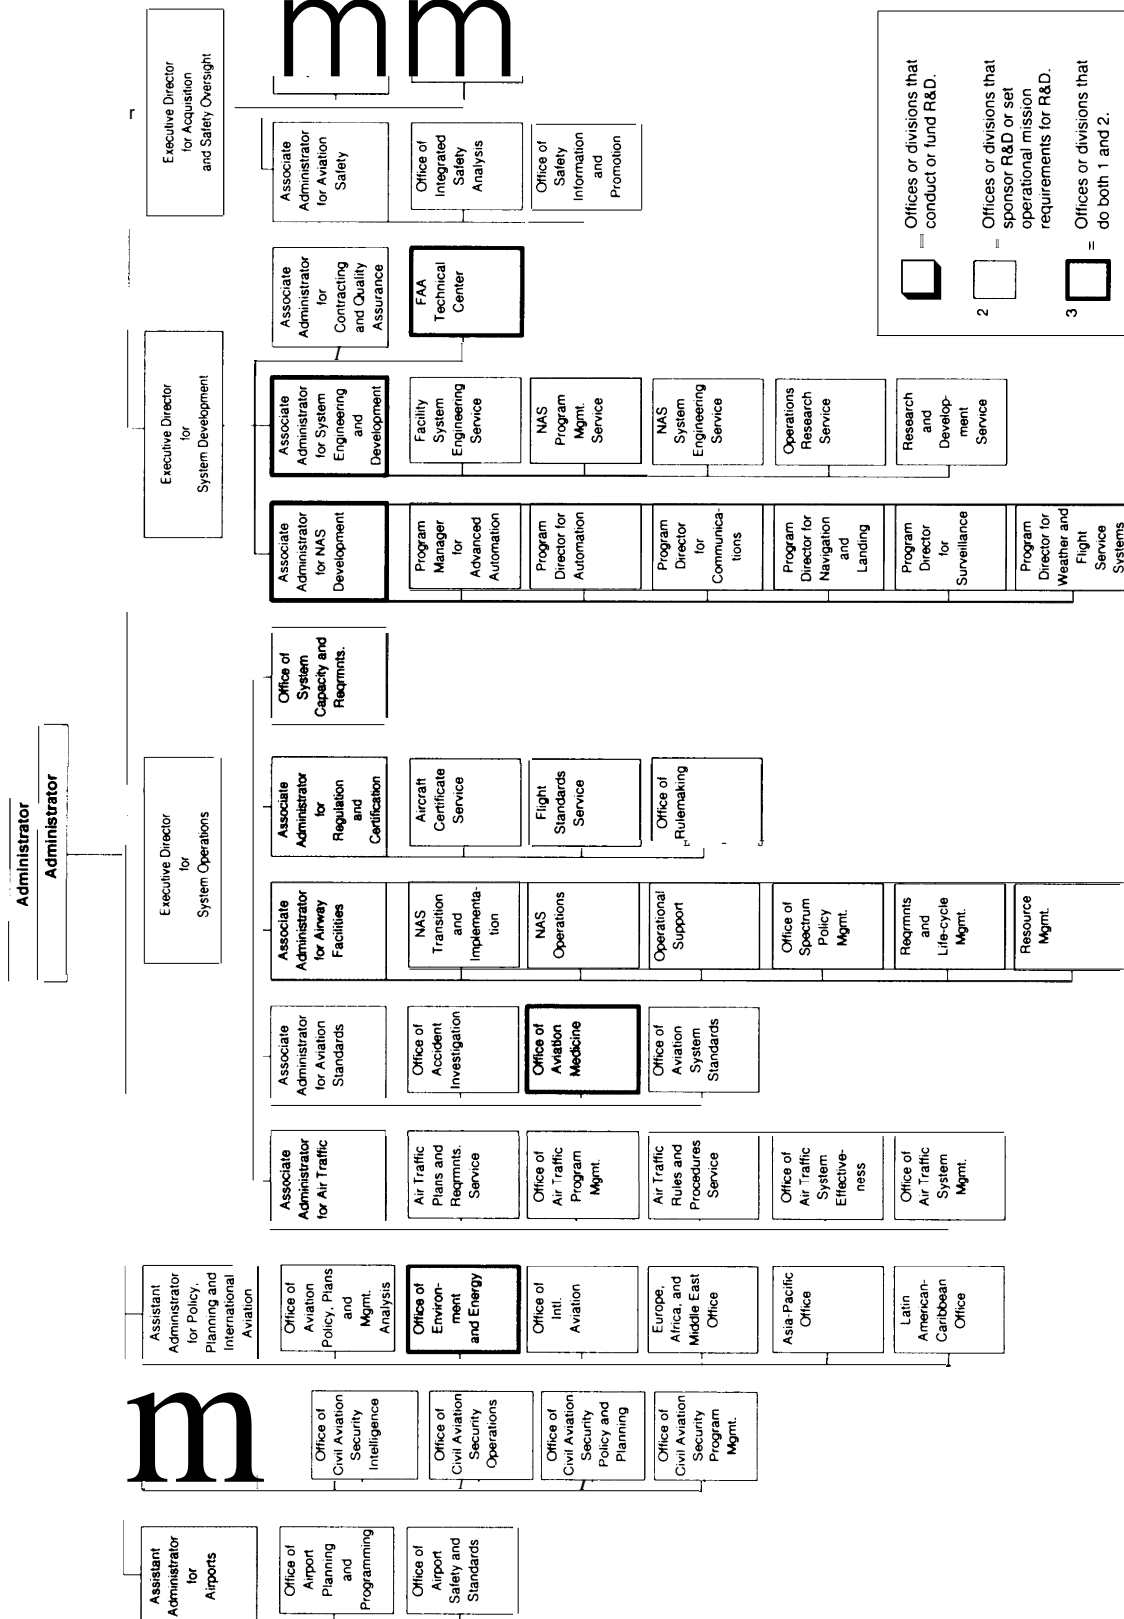 Administrator
Administrator
Assistant
Administrator
for
Airports
Office of
Airport
Planning
and
Programming
Office of
Airport
Safety and
Standards
m
Office of
Civil Aviation
Security
Intelligence
Office of
Civil Aviation
Security
Operations
Office of
Civil Aviation
Security
Policy and
Planning
Office of
Civil Aviation
Security
Program
Mgmt.
Assistant
Administrator
for Policy,
Planning and
International
Aviation
Office of
Aviation
Policy, Plans
and
Mgmt.
Analysis
Office of
Environ-
ment
and Energy
Office of
Intl.
Aviation
Europe,
Africa, and
Middle East
Office
Asia-Pacific
Office
Latin
American-
Caribbean
Office
Executive Director
for
System Operations
Associate
Administrator
for Air Traffic
Air Traffic
Plans and
Reqrmnts.
Service
Office of
Air Traffic
Program
Mgmt.
Air Traffic
Rules and
Procedures
Service
Office of
Air Traffic
System
Effective-
ness
Office of
Air Traffic
System
Mgmt.
Associate
Administrator
for Aviation
Standards
Office of
Accident
Investigation
Office of
Aviation
Medicine
Office of
Aviation
System
Standards
Associate
Administrator
for Airway
Facilities
NAS
Transition
and
Implementa-
tion
NAS
Operations
Operational
Support
Office of
Spectrum
Policy
Mgmt.
Reqrmnts
and
Life-cycle
Mgmt.
Resource
Mgmt.
Associate
Administrator
for
Regulation
and
Certification
Aircraft
Certificate
Service
Flight
Standards
Service
Office of
Rulemaking
Office of
System
Capacity and
Reqrmnts.
Executive Director
for
System Development
Associate
Administrator
for NAS
Development
Program
Manager
for
Advanced
Automation
Program
Director for
Automation
Program
Director
for
Communica-
tions
Program
Director for
Navigation
and
Landing
Program
Director
for
Surveillance
Program
Director for
Weather and
Flight
Service
Systems
Associate
Administrator
for System
Engineering
and
Development
Facility
System
Engineering
Service
NAS
Program
Mgmt.
Service
NAS
System
Engineering
Service
Operations
Research
Service
Research
and
Develop-
ment
Service
Associate
Administrator
for
Contracting
and Quality
Assurance
FAA
Technical
Center
r
Executive Director
for Acquisition
and Safety Oversight
Associate
Administrator
for Aviation
Safety
Office of
Integrated
Safety
Analysis
Office of
Safety
Information
and
Promotion
m
m
= Offices or divisions that
conduct or fund R&D.
2 = Offices or divisions that
sponsor R&D or set
operational mission
requirements for R&D.
3 = Offices or divisions that
do both 1 and 2.